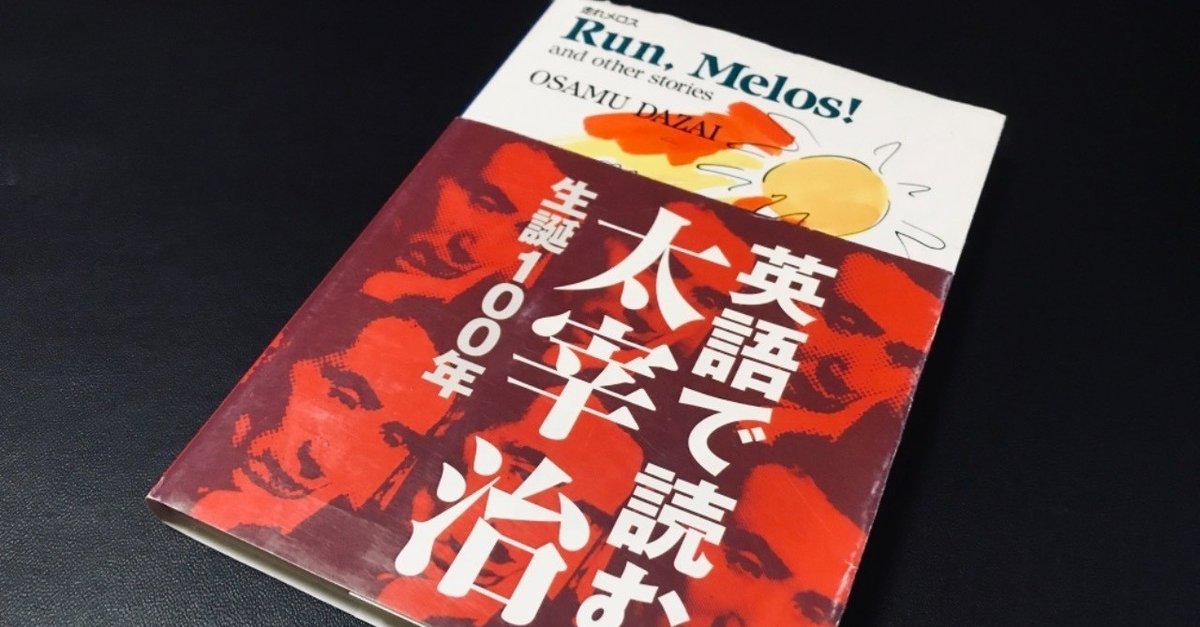 走れメロス
Run, Melos!
and other stories
OSAMU DAZAI
英語で読む
太宰治
生誕100年